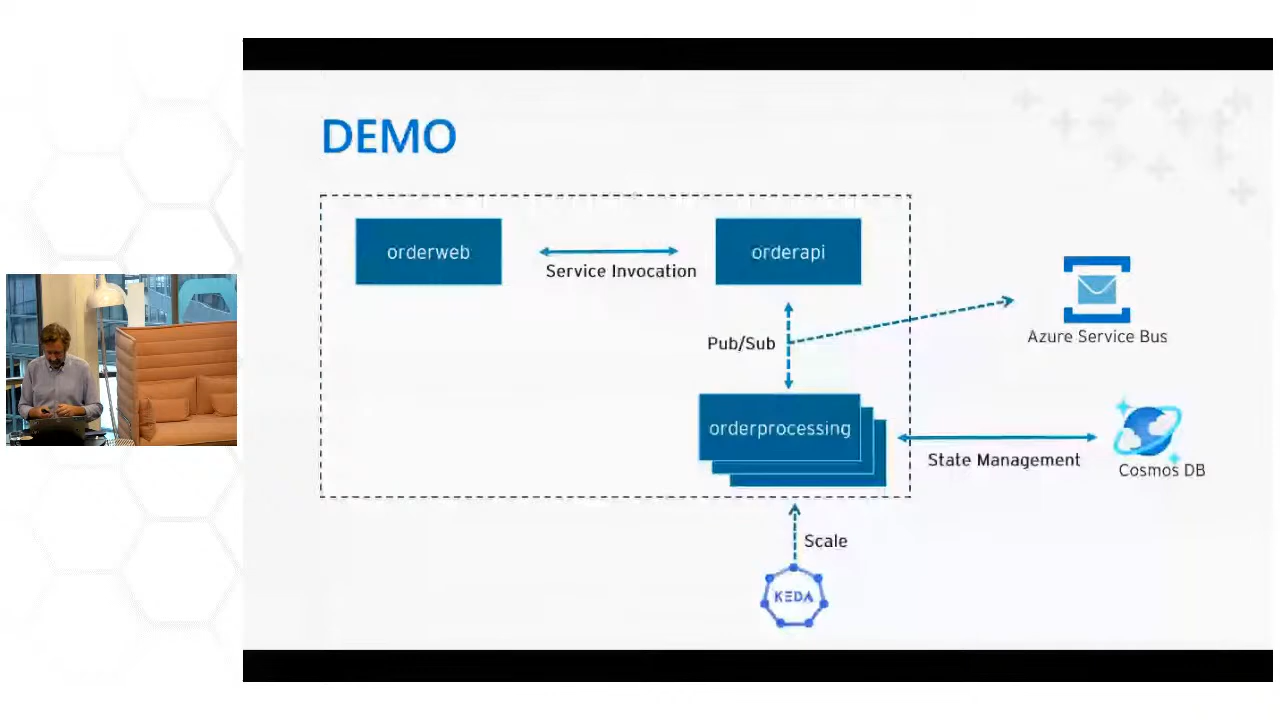 DEMO
orderweb
Service Invocation
orderapi
Pub/Sub
Azure Service Bus
orderprocessing
State Management
Cosmos DB
Scale
KEDA